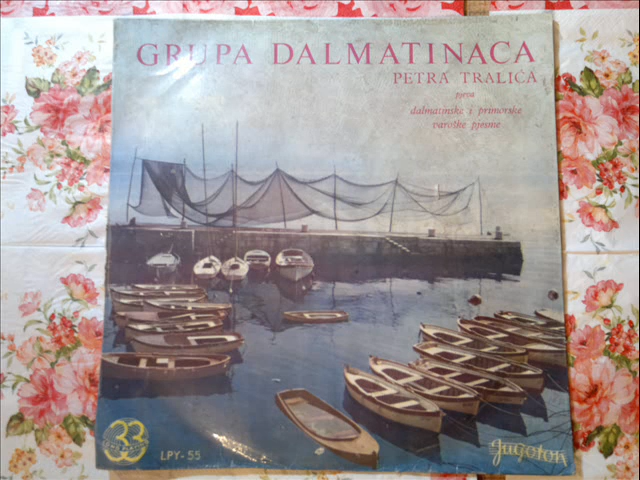 GRUPA DALMATINACA
PETRA TRALIĆA
pjeva
dalmatinske i primorske
varoške pjesme
33
LPY-55
Jugoton